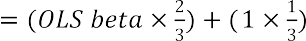 = (OLS beta × 2/3) + (1 × 1/3)